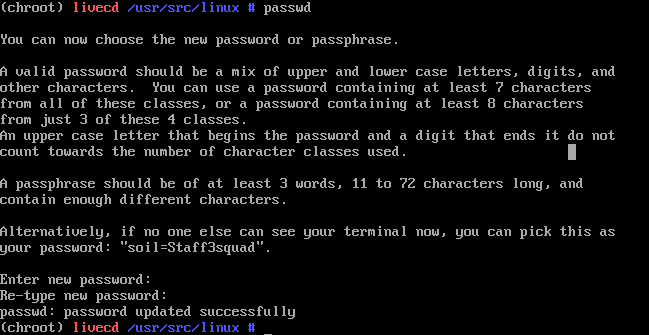 (chroot) livecd /usr/src/linux # passwd
You can now choose the new password or passphrase.
A valid password should be a mix of upper and lower case letters, digits, and
other characters.  You can use a password containing at least 7 characters
from all of these classes, or a password containing at least 8 characters
from just 3 of these 4 classes.
An upper case letter that begins the password and a digit that ends it do not
count towards the number of character classes used.
A passphrase should be of at least 3 words, 11 to 72 characters long, and
contain enough different characters.
Alternatively, if no one else can see your terminal now, you can pick this as
your password: "soil=Staff3squad".
Enter new password:
Re-type new password:
passwd: password updated successfully
(chroot) livecd /usr/src/linux # _